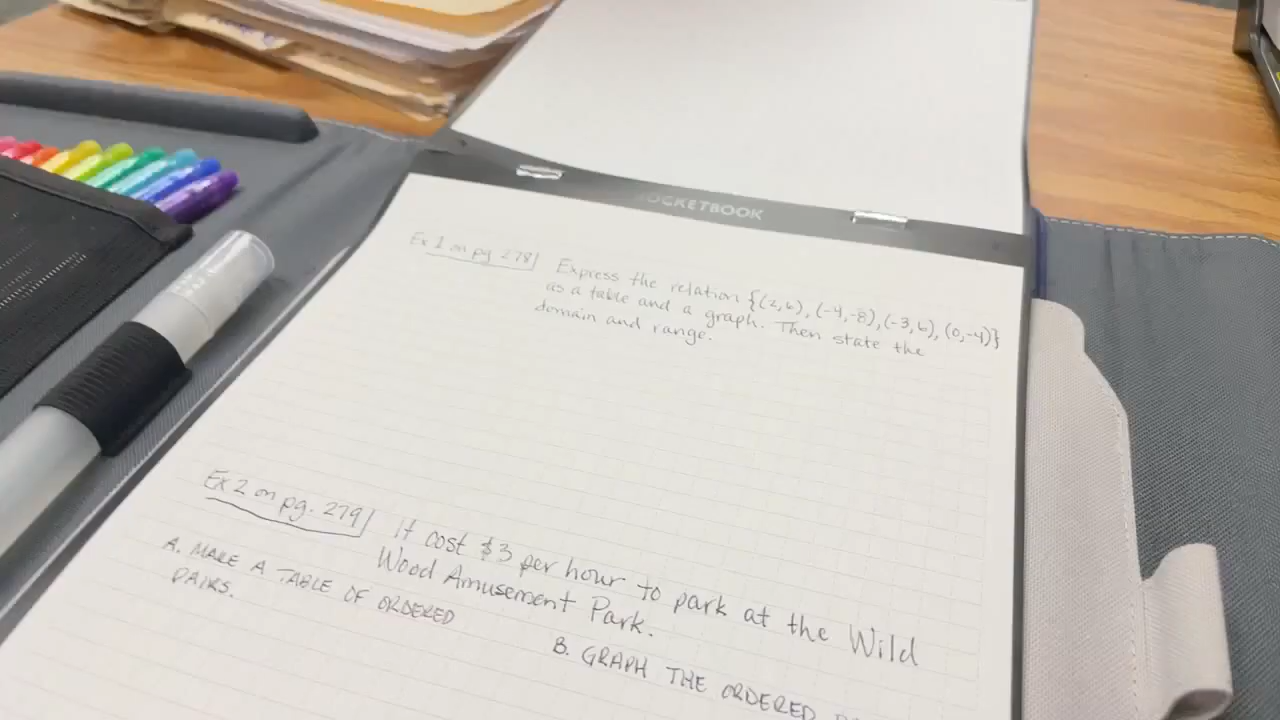 OCKETBOOK
Ex 1 on pg 278
Express the relation {(2,6), (-4,-8), (-3,6), (0,-4)}
as a table and a graph. Then state the
domain and range.
Ex 2 on pg. 279
It cost $3 per hour to park at the Wild
Wood Amusement Park.
A. MAKE A TABLE OF ORDERED
PAIRS.
B. GRAPH THE ORDERED